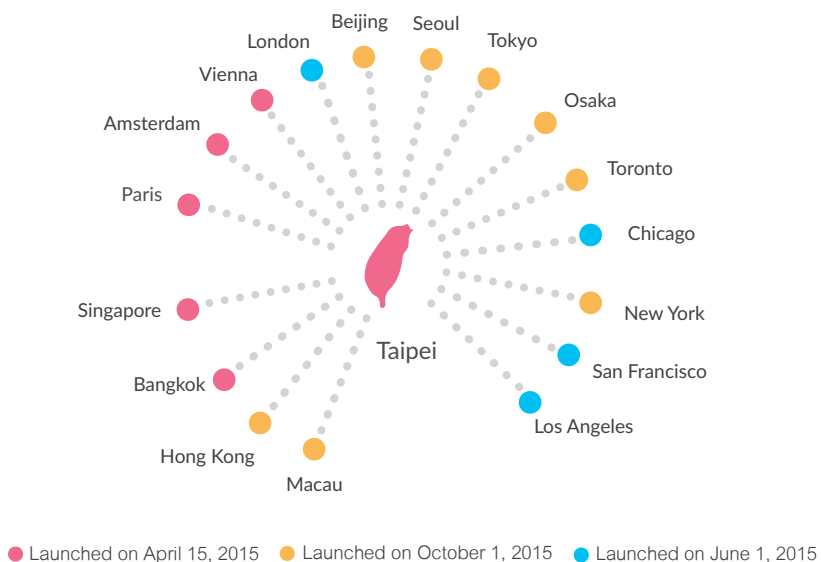 Beijing
Seoul
London
Tokyo
Vienna
Osaka
Amsterdam
Toronto
Paris
Chicago
Singapore
New York
Taipei
San Francisco
Bangkok
Los Angeles
Hong Kong
Macau
Launched on April 15, 2015
Launched on October 1, 2015
Launched on June 1, 2015